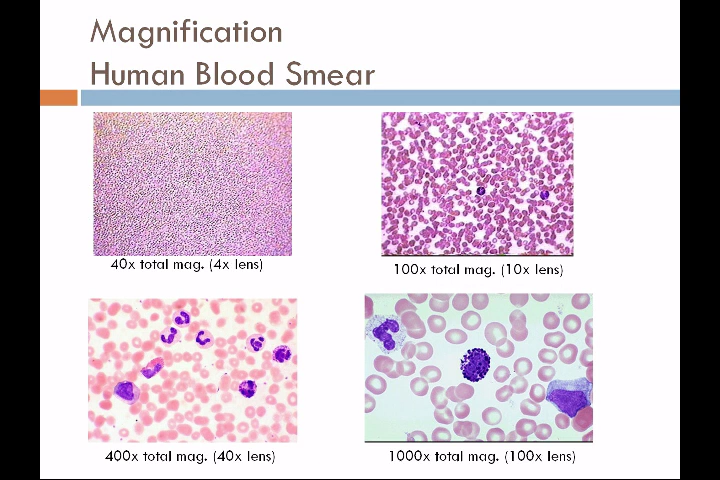 Magnification
Human Blood Smear
40x total mag. (4x lens)
100x total mag. (10x lens)
400x total mag. (40x lens)
1000x total mag. (100x lens)